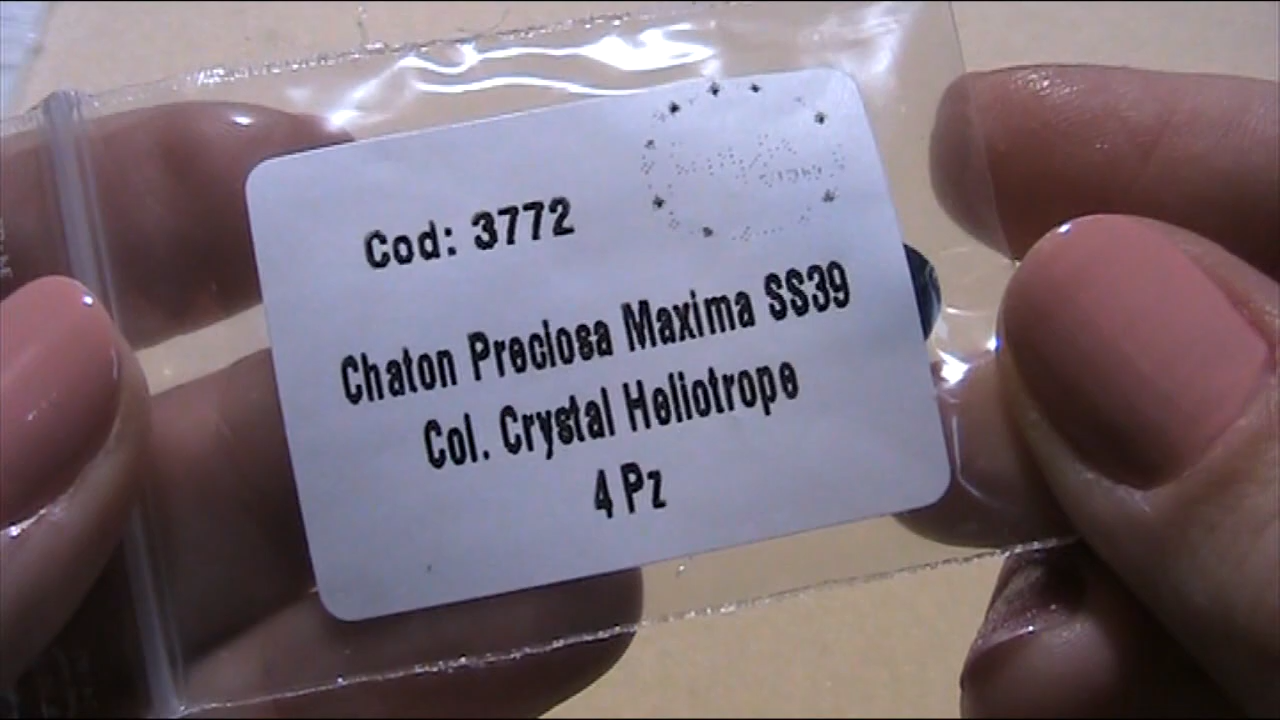 Cod: 3772
Chaton Preciosa Maxima SS39
Col. Crystal Heliotrope
4 Pz